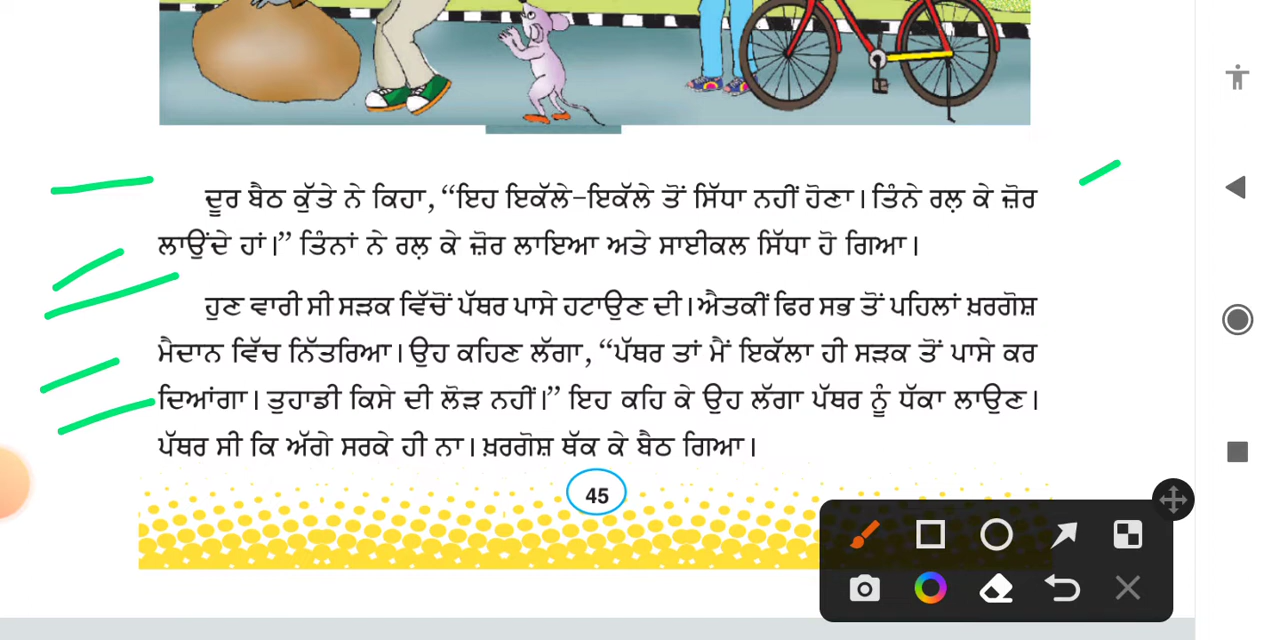 ਦੂਰ ਬੈਠ ਕੁੱਤੇ ਨੇ ਕਿਹਾ, “ਇਹ ਇਕੱਲੇ-ਇਕੱਲੇ ਤੋਂ ਸਿੱਧਾ ਨਹੀਂ ਹੋਣਾ। ਤਿੰਨੇ ਰਲ਼ ਕੇ ਜ਼ੋਰ
ਲਾਉਂਦੇ ਹਾਂ।” ਤਿੰਨਾਂ ਨੇ ਰਲ਼ ਕੇ ਜ਼ੋਰ ਲਾਇਆ ਅਤੇ ਸਾਈਕਲ ਸਿੱਧਾ ਹੋ ਗਿਆ।
ਹੁਣ ਵਾਰੀ ਸੀ ਸੜਕ ਵਿੱਚੋਂ ਪੱਥਰ ਪਾਸੇ ਹਟਾਉਣ ਦੀ। ਐਤਕੀਂ ਫਿਰ ਸਭ ਤੋਂ ਪਹਿਲਾਂ ਖ਼ਰਗੋਸ਼
ਮੈਦਾਨ ਵਿੱਚ ਨਿੱਤਰਿਆ। ਉਹ ਕਹਿਣ ਲੱਗਾ, “ਪੱਥਰ ਤਾਂ ਮੈਂ ਇਕੱਲਾ ਹੀ ਸੜਕ ਤੋਂ ਪਾਸੇ ਕਰ
ਦਿਆਂਗਾ। ਤੁਹਾਡੀ ਕਿਸੇ ਦੀ ਲੋੜ ਨਹੀਂ।” ਇਹ ਕਹਿ ਕੇ ਉਹ ਲੱਗਾ ਪੱਥਰ ਨੂੰ ਧੱਕਾ ਲਾਉਣ।
ਪੱਥਰ ਸੀ ਕਿ ਅੱਗੇ ਸਰਕੇ ਹੀ ਨਾ। ਖ਼ਰਗੋਸ਼ ਥੱਕ ਕੇ ਬੈਠ ਗਿਆ।
45